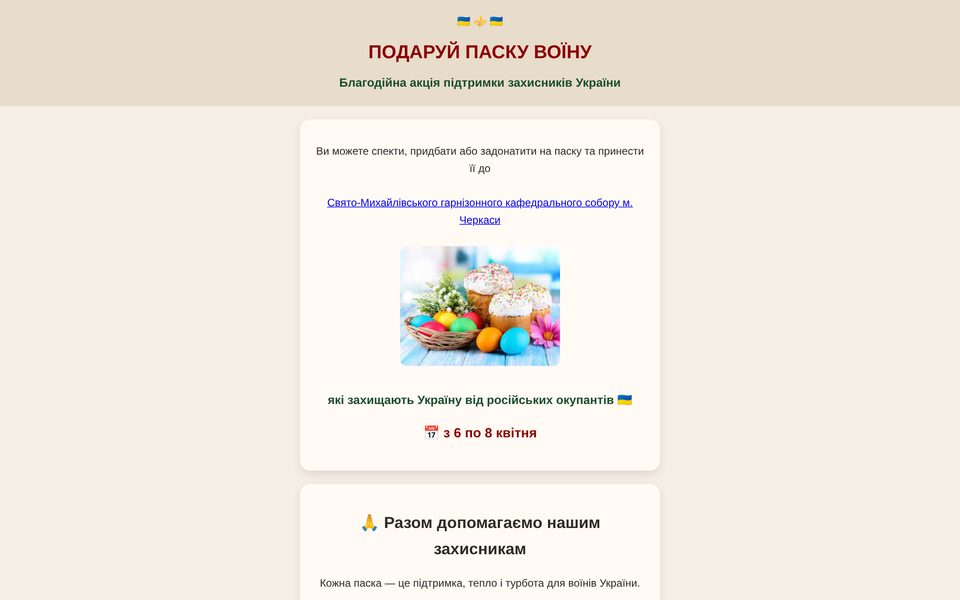 🇺🇦 ⚜️ 🇺🇦
ПОДАРУЙ ПАСКУ ВОЇНУ
Благодійна акція підтримки захисників України
Ви можете спекти, придбати або задонатити на паску та принести
її до
Свято-Михайлівського гарнізонного кафедрального собору м.
Черкаси
які захищають Україну від російських окупантів 🇺🇦
📅 з 6 по 8 квітня
🙏 Разом допомагаємо нашим
захисникам
Кожна паска — це підтримка, тепло і турбота для воїнів України.